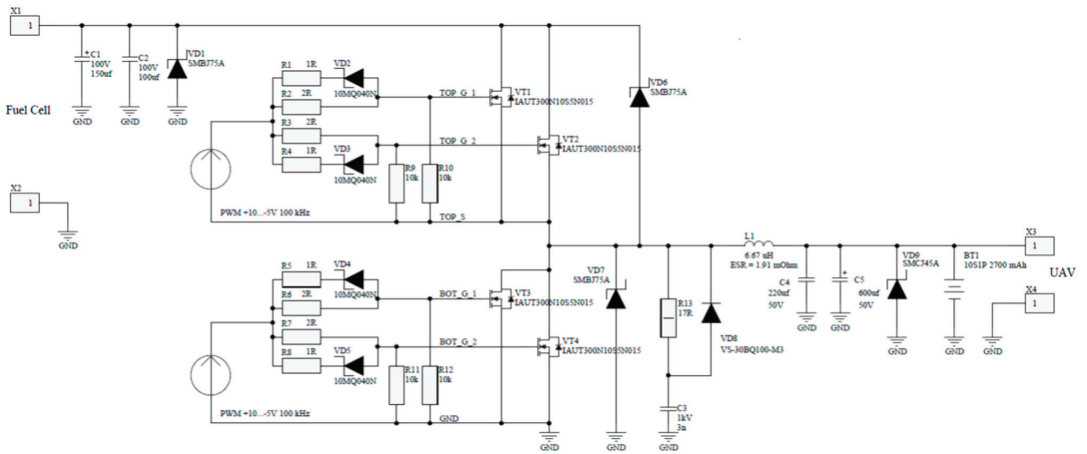 X1
1
C1
100V
150uf
GND
C2
100V
100uf
GND
VD1
SMBJ75A
GND
Fuel Cell
X2
1
GND
R1 1R
VD2
10MQ040N
R2 2R
R3 2R
R4 1R
VD3
10MQ040N
TOP_G_1
VT1
IAUT300N10S5N015
TOP_G_2
VT2
IAUT300N10S5N015
R9
10k
R10
10k
PWM +10...-5V 100 kHz
TOP_S
VD6
SMBJ75A
R5 1R
VD4
10MQ040N
R6 2R
R7 2R
R8 1R
VD5
10MQ040N
BOT_G_1
VT3
IAUT300N10S5N015
BOT_G_2
VT4
IAUT300N10S5N015
R11
10k
R12
10k
PWM +10...-5V 100 kHz
GND
GND
VD7
SMBJ75A
GND
R13
17R
VD8
VS-30BQ100-M3
C3
1kV
3n
GND
L1
6.67 uH
ESR = 1.91 mOhm
C4
220uf
50V
GND
C5
600uf
50V
GND
VD9
SMCJ45A
GND
BT1
10S1P 2700 mAh
GND
X3
1
UAV
X4
1
GND